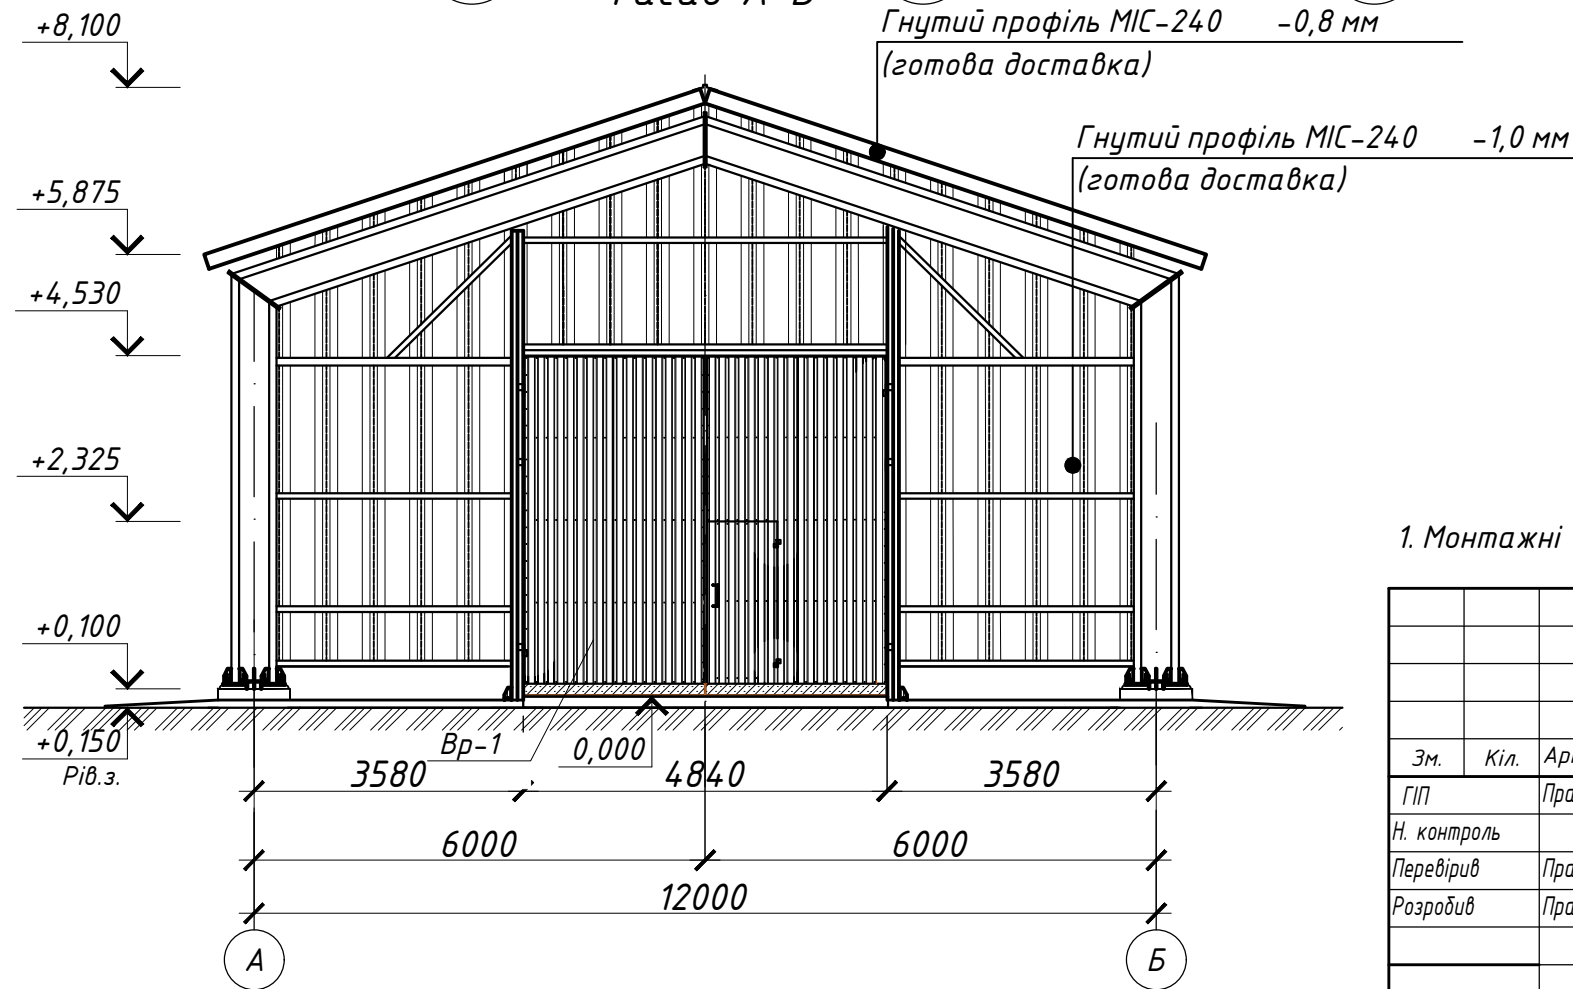 +8,100
Гнутий профіль МІС-240 -0,8 мм
(готова доставка)
Гнутий профіль МІС-240 -1,0 мм
(готова доставка)
+5,875
+4,530
+2,325
1. Монтажні
+0,100
+0,150
Рів.з.
Вр-1
0,000
3580 4840 3580
6000 6000
12000
А Б
Зм. Кіл.
ГІП
Н. контроль
Перевірив
Розробив